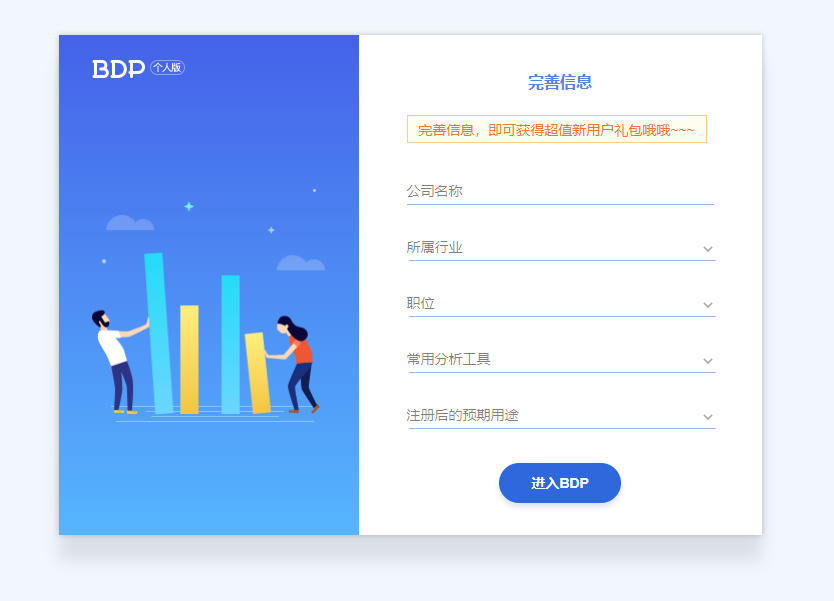 BDP 个人版
完善信息
完善信息，即可获得超值新用户礼包哦哦~~~
公司名称
所属行业
职位
常用分析工具
注册后的预期用途
进入BDP